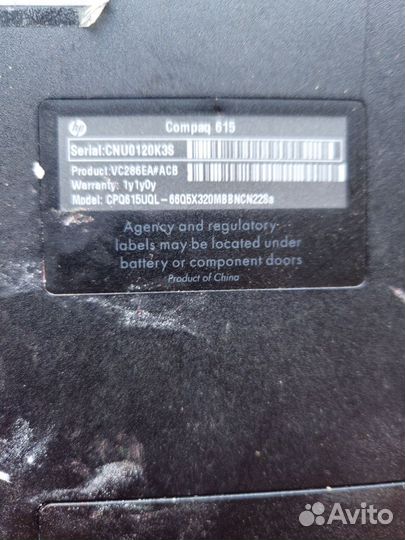 hp Compaq 615
Serial:CNU0120K3S
Product:VC286EA#ACB
Warranty: 1y1y0y
Model: CPQ615UQL-66Q5X320MBBNCN22Sa
Agency and regulatory
labels may be located under
battery or component doors
Product of China
Avito